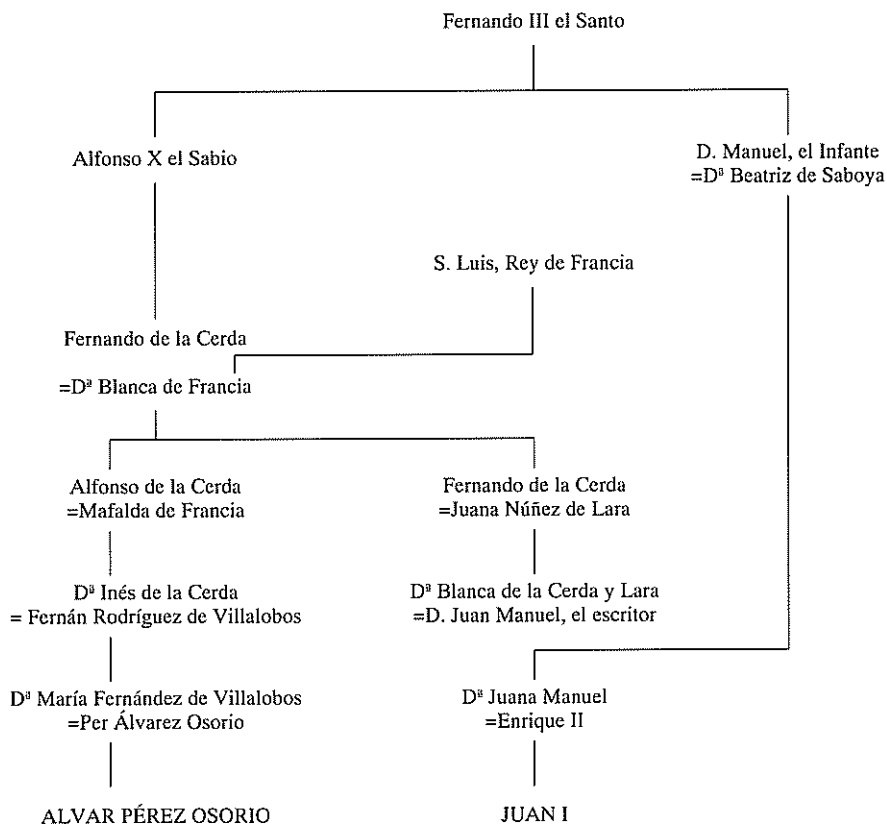 Fernando III el Santo
Alfonso X el Sabio
D. Manuel, el Infante
=Dª Beatriz de Saboya
S. Luis, Rey de Francia
Fernando de la Cerda
=Dª Blanca de Francia
Alfonso de la Cerda
=Mafalda de Francia
Fernando de la Cerda
=Juana Núñez de Lara
Dª Inés de la Cerda
= Fernán Rodríguez de Villalobos
Dª Blanca de la Cerda y Lara
=D. Juan Manuel, el escritor
Dª María Fernández de Villalobos
=Per Álvarez Osorio
Dª Juana Manuel
=Enrique II
ALVAR PÉREZ OSORIO
JUAN I